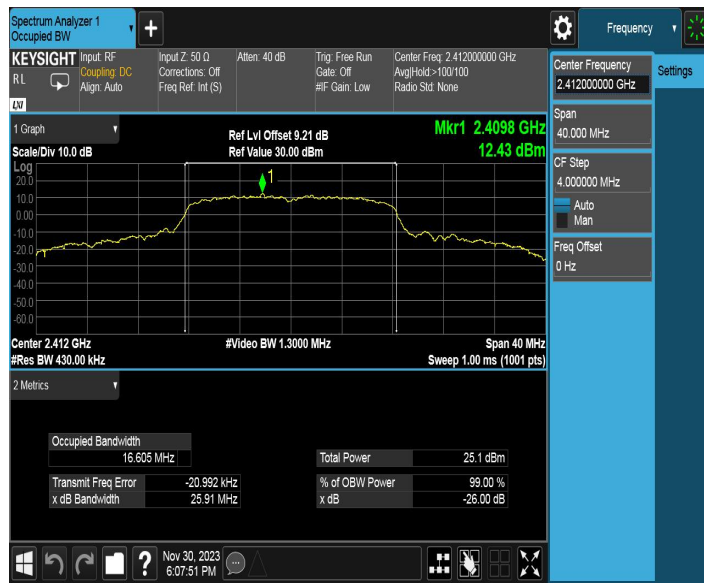 Spectrum Analyzer 1
Occupied BW
+
Frequency
KEYSIGHT
R L
LXI
Input: RF
Coupling: DC
Align: Auto
Input Z: 50 Ω
Corrections: Off
Freq Ref: Int (S)
Atten: 40 dB
Trig: Free Run
Gate: Off
#IF Gain: Low
Center Freq: 2.412000000 GHz
Avg|Hold:>100/100
Radio Std: None
Center Frequency
2.412000000 GHz
Settings
Span
40.000 MHz
CF Step
4.000000 MHz
Auto
Man
Freq Offset
0 Hz
1 Graph
Scale/Div 10.0 dB
Ref Lvl Offset 9.21 dB
Ref Value 30.00 dBm
Mkr1 2.4098 GHz
12.43 dBm
Log
20.0
10.0
0.00
-10.0
-20.0
-30.0
-40.0
-50.0
-60.0
1
Center 2.412 GHz
#Video BW 1.3000 MHz
Span 40 MHz
#Res BW 430.00 kHz
Sweep 1.00 ms (1001 pts)
2 Metrics
Occupied Bandwidth
16.605 MHz
Total Power 25.1 dBm
Transmit Freq Error -20.992 kHz
% of OBW Power 99.00 %
x dB Bandwidth 25.91 MHz
x dB -26.00 dB
?
Nov 30, 2023
6:07:51 PM